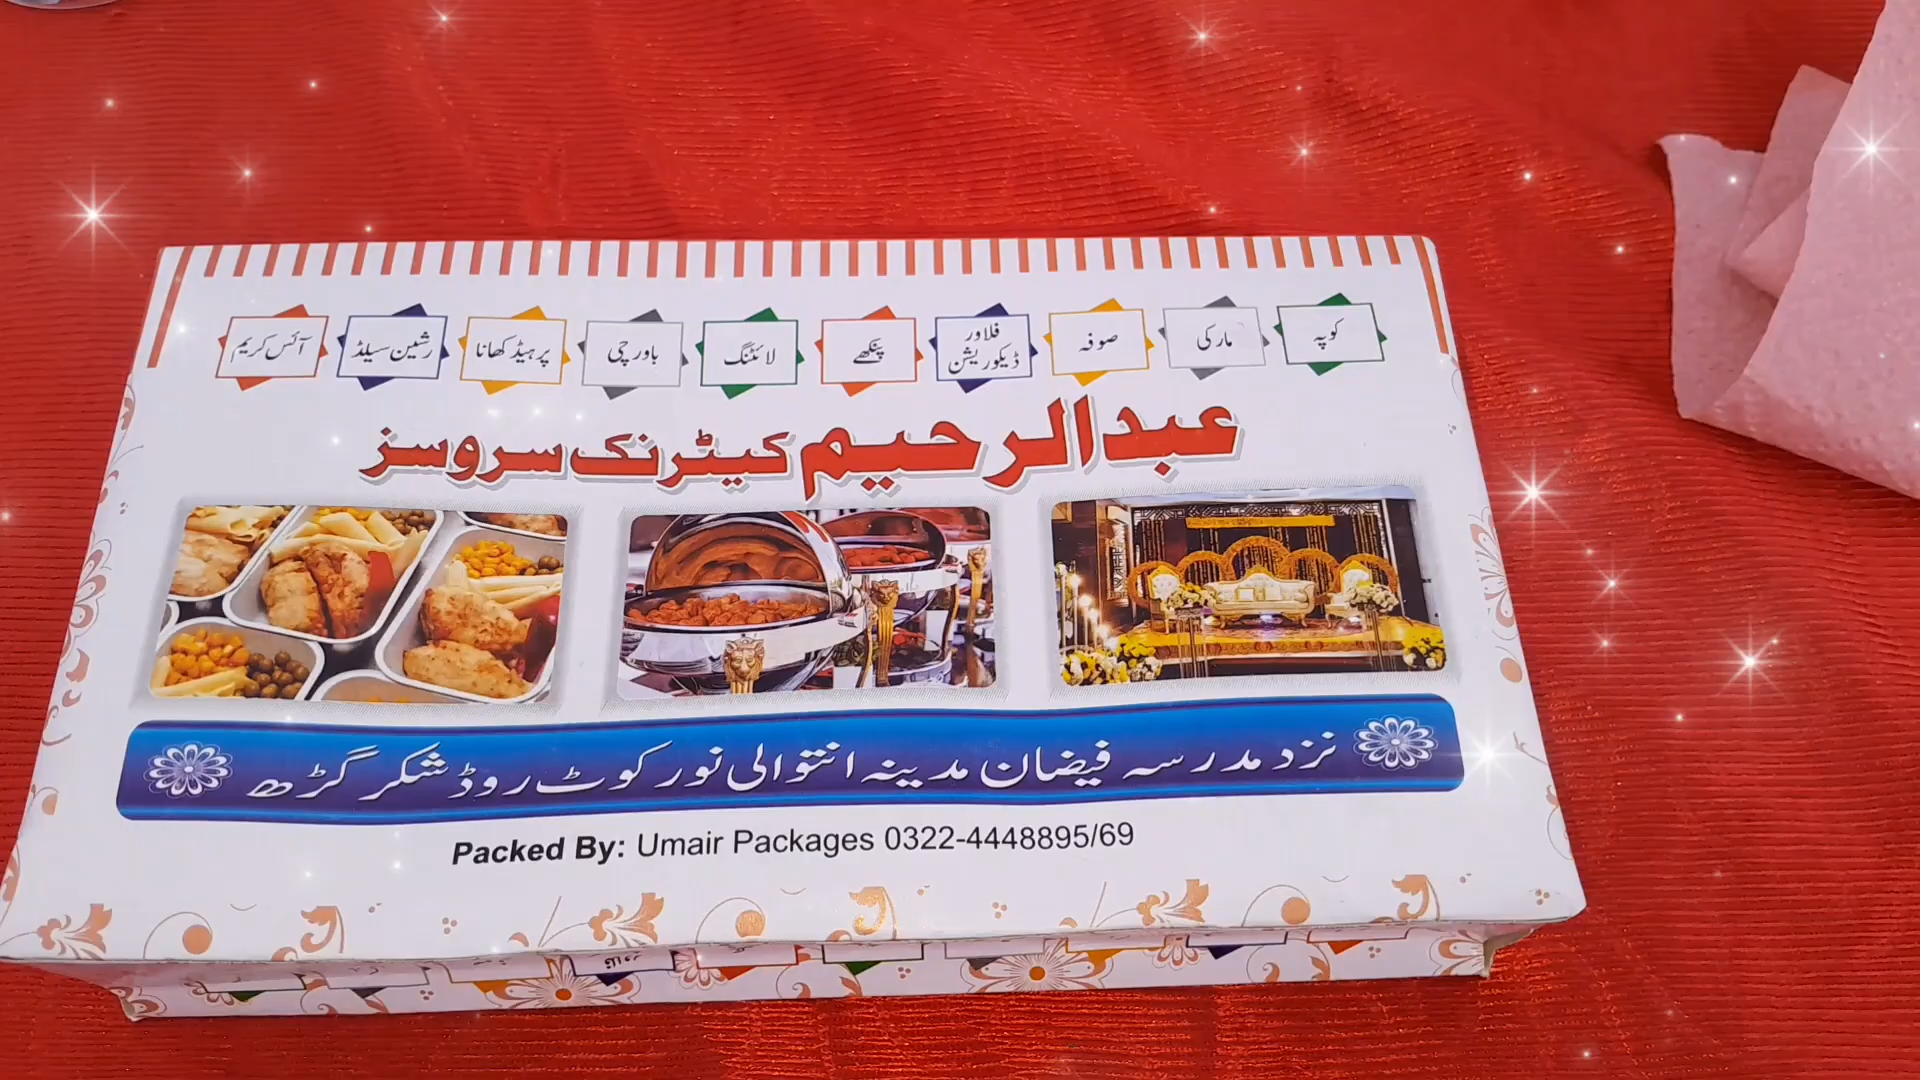 کوپہ مارکی صوفہ فلاور ڈیکوریشن پنکھے لائٹنگ باورچی پرہیڈ کھانا رشین سیلڈ آئس کریم
عبدالرحیم کیٹرنگ سروسز
نزد مدرسہ فیضان مدینہ انتوالی نور کوٹ روڈ شکر گڑھ
Packed By: Umair Packages 0322-4448895/69